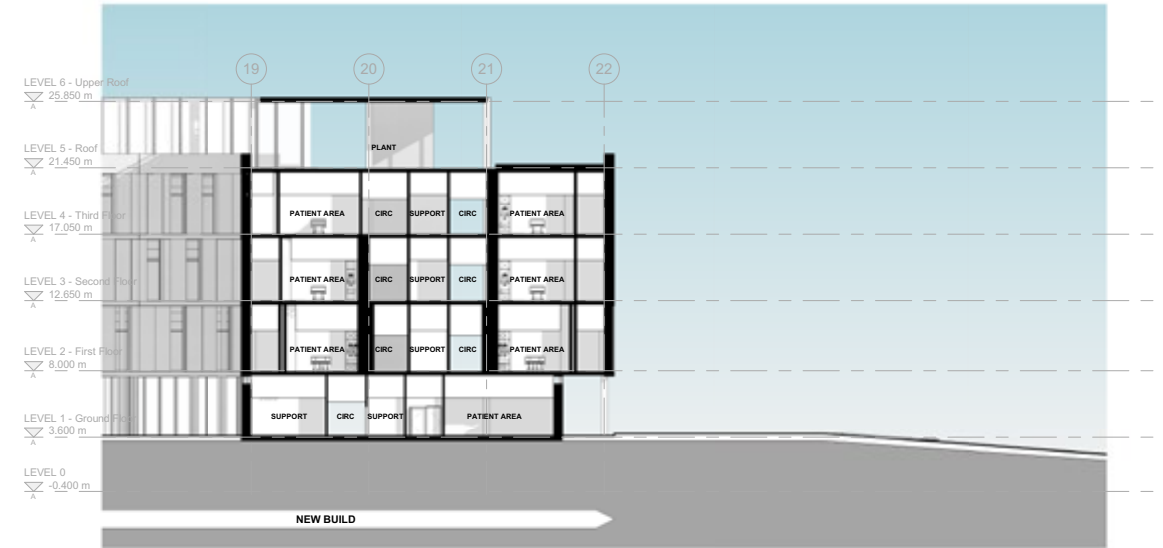 19
20
21
22
LEVEL 6 - Upper Roof
25.850 m
A
PLANT
LEVEL 5 - Roof
21.450 m
A
PATIENT AREA
CIRC
SUPPORT
CIRC
PATIENT AREA
LEVEL 4 - Third Floor
17.050 m
A
PATIENT AREA
CIRC
SUPPORT
CIRC
PATIENT AREA
LEVEL 3 - Second Floor
12.650 m
A
PATIENT AREA
CIRC
SUPPORT
CIRC
PATIENT AREA
LEVEL 2 - First Floor
8.000 m
A
SUPPORT
CIRC
SUPPORT
PATIENT AREA
LEVEL 1 - Ground Floor
3.600 m
A
LEVEL 0
-0.400 m
A
NEW BUILD